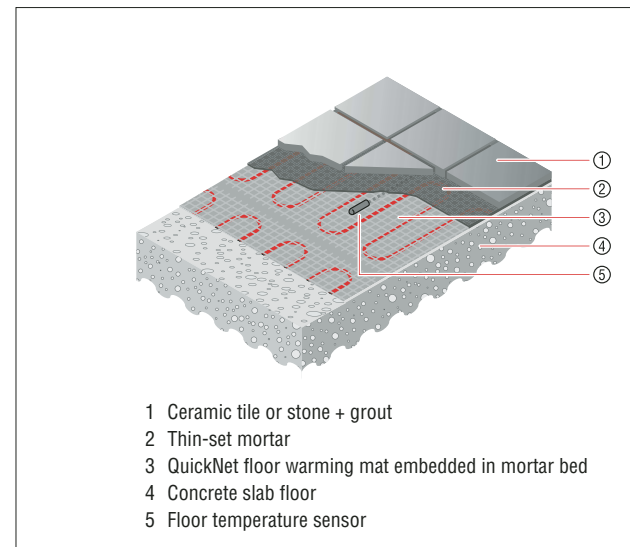 ①
②
③
④
⑤
1 Ceramic tile or stone + grout
2 Thin-set mortar
3 QuickNet floor warming mat embedded in mortar bed
4 Concrete slab floor
5 Floor temperature sensor